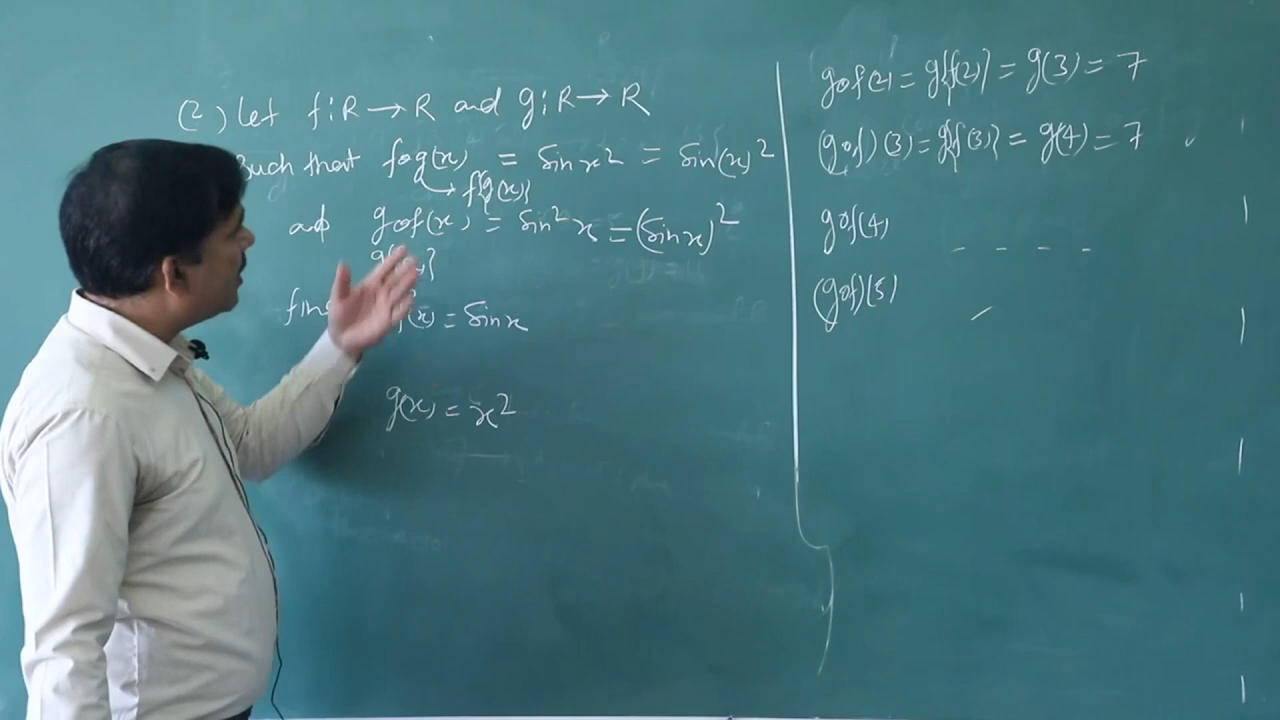 (2) Let f:R → R and g:R → R
Such that fog(x) = Sin x² = Sin(x)²
→ f{g(x)}
and gof(x) = Sin²x = (Sin x)²
(x) = Sin x
g(x) = x²
gof(2) = g{f(2)} = g(3) = 7
(gof)(3) = g{f(3)} = g(4) = 7
gof(4) - - - -
(gof)(5)